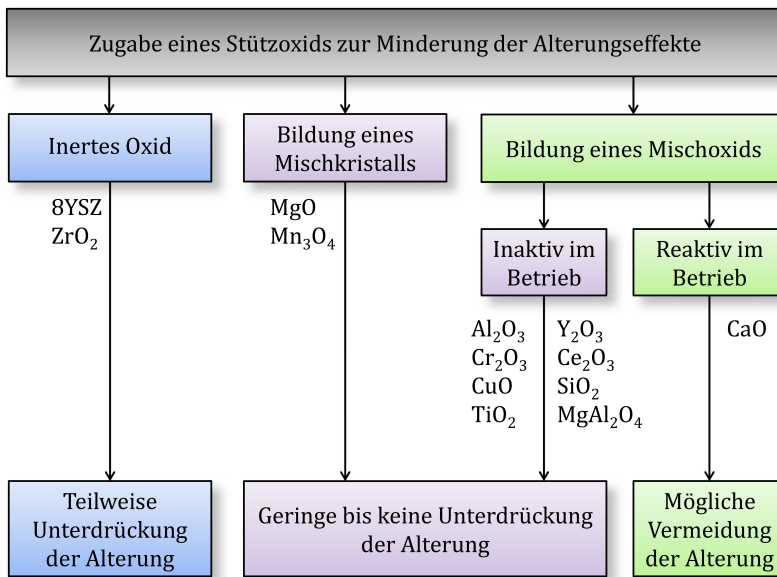 Zugabe eines Stützoxids zur Minderung der Alterungseffekte
Inertes Oxid
Bildung eines
Mischkristalls
Bildung eines Mischoxids
8YSZ
ZrO₂
MgO
Mn₃O₄
Inaktiv im
Betrieb
Reaktiv im
Betrieb
Al₂O₃
Cr₂O₃
CuO
TiO₂
Y₂O₃
Ce₂O₃
SiO₂
MgAl₂O₄
CaO
Teilweise
Unterdrückung
der Alterung
Geringe bis keine Unterdrückung
der Alterung
Mögliche
Vermeidung
der Alterung